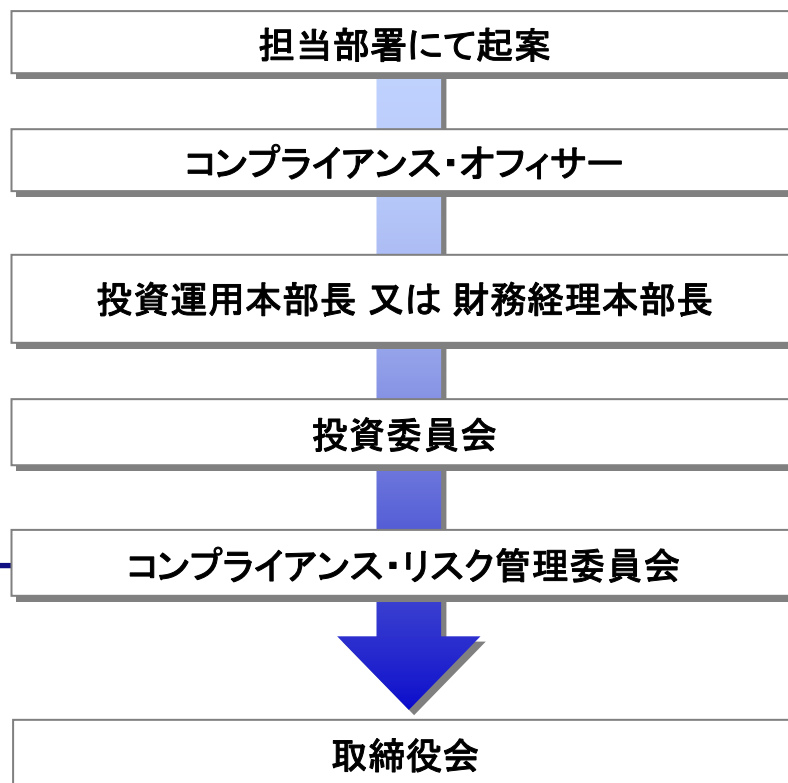 担当部署にて起案
コンプライアンス・オフィサー
投資運用本部長 又は 財務経理本部長
投資委員会
コンプライアンス・リスク管理委員会
取締役会